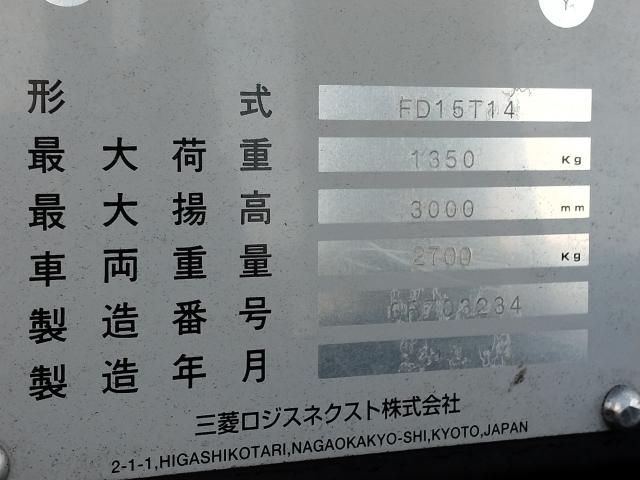 形式 FD15T14
最大荷重 1350 Kg
最大揚高 3000 mm
車両重量 2700 Kg
製造番号
製造年月
三菱ロジスネクスト株式会社
2-1-1,HIGASHIKOTARI,NAGAOKAKYO-SHI,KYOTO,JAPAN